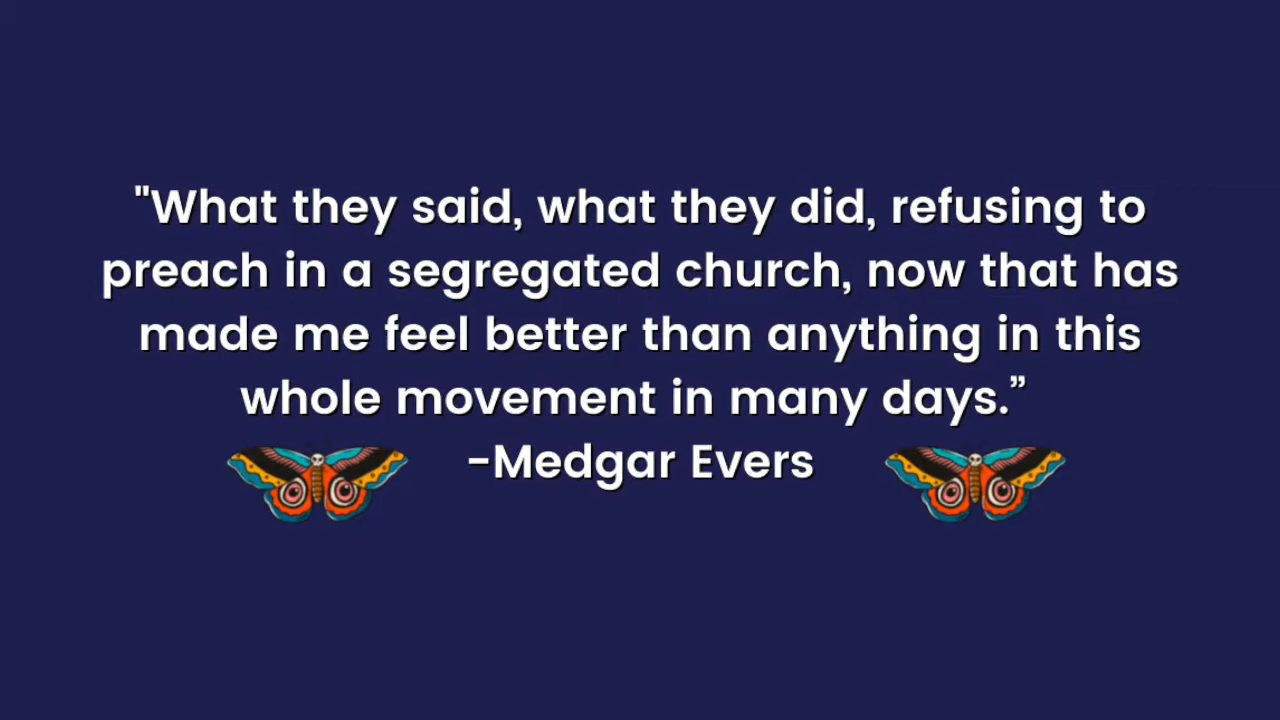 "What they said, what they did, refusing to
preach in a segregated church, now that has
made me feel better than anything in this
whole movement in many days.”
-Medgar Evers